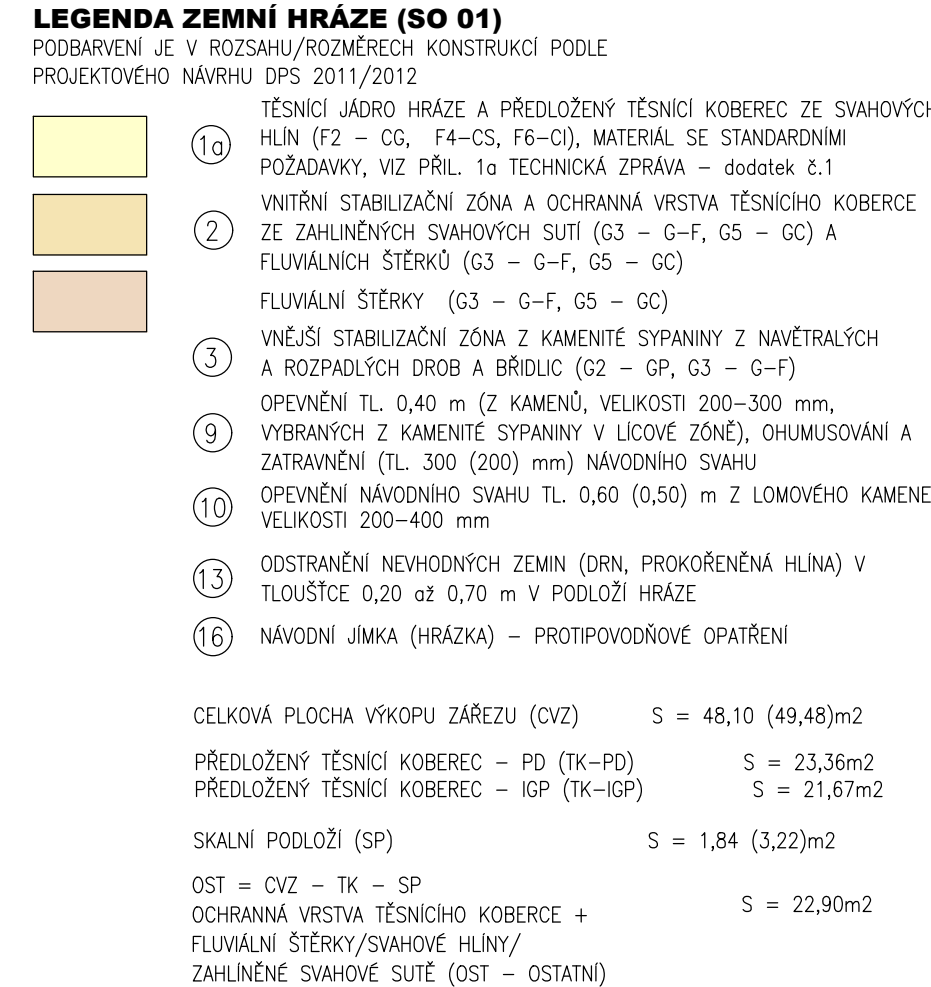 LEGENDA ZEMNÍ HRÁZE (SO 01)
PODBARVENÍ JE V ROZSAHU/ROZMĚRECH KONSTRUKCÍ PODLE
PROJEKTOVÉHO NÁVRHU DPS 2011/2012
TĚSNÍCÍ JÁDRO HRÁZE A PŘEDLOŽENÝ TĚSNÍCÍ KOBEREC ZE SVAHOVÝCH
1a HLÍN (F2 – CG, F4–CS, F6–CI), MATERIÁL SE STANDARDNÍMI
POŽADAVKY, VIZ PŘIL. 1a TECHNICKÁ ZPRÁVA – dodatek č.1
VNITŘNÍ STABILIZAČNÍ ZÓNA A OCHRANNÁ VRSTVA TĚSNÍCÍHO KOBERCE
2 ZE ZAHLINĚNÝCH SVAHOVÝCH SUTÍ (G3 – G–F, G5 – GC) A
FLUVIÁLNÍCH ŠTĚRKŮ (G3 – G–F, G5 – GC)
FLUVIÁLNÍ ŠTĚRKY (G3 – G–F, G5 – GC)
VNĚJŠÍ STABILIZAČNÍ ZÓNA Z KAMENITÉ SYPANINY Z NAVĚTRALÝCH
3 A ROZPADLÝCH DROB A BŘIDLIC (G2 – GP, G3 – G–F)
OPEVNĚNÍ TL. 0,40 m (Z KAMENŮ, VELIKOSTI 200–300 mm,
9 VYBRANÝCH Z KAMENITÉ SYPANINY V LÍCOVÉ ZÓNĚ), OHUMUSOVÁNÍ A
ZATRAVNĚNÍ (TL. 300 (200) mm) NÁVODNÍHO SVAHU
10 OPEVNĚNÍ NÁVODNÍHO SVAHU TL. 0,60 (0,50) m Z LOMOVÉHO KAMENE
VELIKOSTI 200–400 mm
13 ODSTRANĚNÍ NEVHODNÝCH ZEMIN (DRN, PROKOŘENĚNÁ HLÍNA) V
TLOUŠŤCE 0,20 až 0,70 m V PODLOŽÍ HRÁZE
16 NÁVODNÍ JÍMKA (HRÁZKA) – PROTIPOVODŇOVÉ OPATŘENÍ
CELKOVÁ PLOCHA VÝKOPU ZÁŘEZU (CVZ) S = 48,10 (49,48)m2
PŘEDLOŽENÝ TĚSNÍCÍ KOBEREC – PD (TK–PD) S = 23,36m2
PŘEDLOŽENÝ TĚSNÍCÍ KOBEREC – IGP (TK–IGP) S = 21,67m2
SKALNÍ PODLOŽÍ (SP) S = 1,84 (3,22)m2
OST = CVZ – TK – SP
OCHRANNÁ VRSTVA TĚSNÍCÍHO KOBERCE + S = 22,90m2
FLUVIÁLNÍ ŠTĚRKY/SVAHOVÉ HLÍNY/
ZAHLÍNĚNÉ SVAHOVÉ SUTĚ (OST – OSTATNÍ)